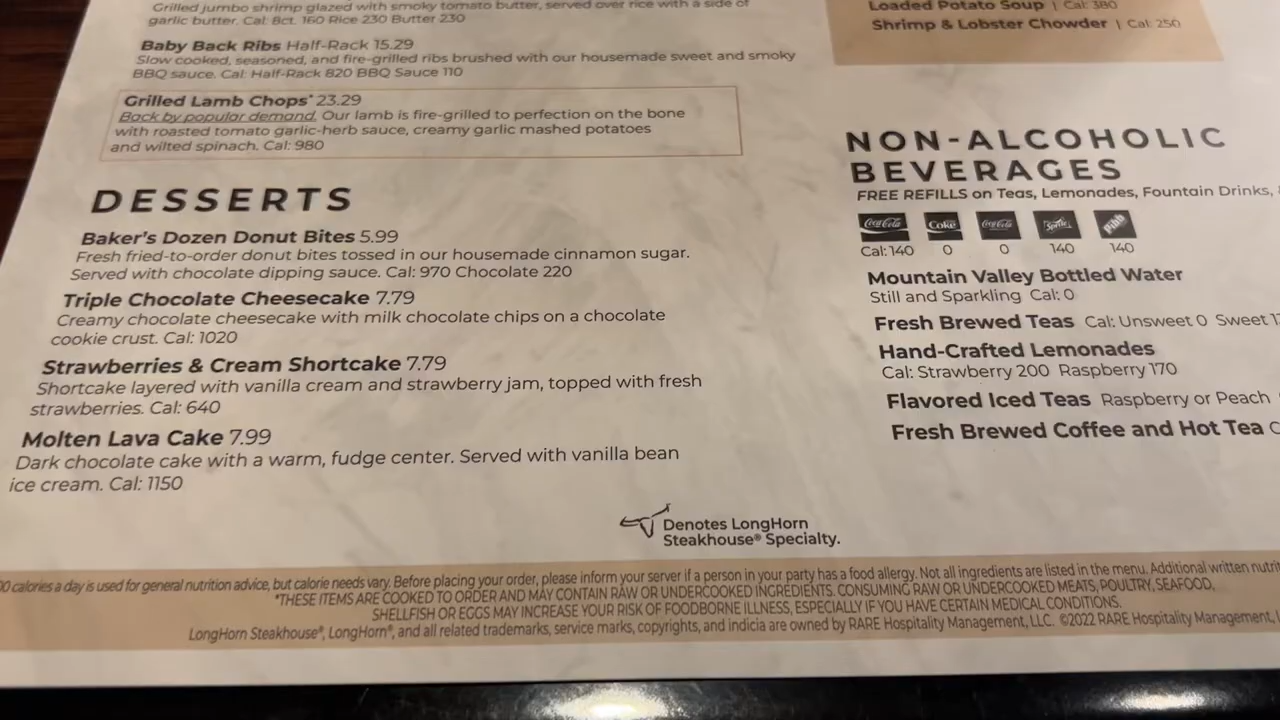 Grilled jumbo shrimp glazed with smoky tomato butter, served over rice with a side of
garlic butter. Cal: 8ct. 160 Rice 230 Butter 230
Baby Back Ribs Half-Rack 15.29
Slow cooked, seasoned, and fire-grilled ribs brushed with our housemade sweet and smoky
BBQ sauce. Cal: Half-Rack 820 BBQ Sauce 110
Grilled Lamb Chops* 23.29
Back by popular demand. Our lamb is fire-grilled to perfection on the bone
with roasted tomato garlic-herb sauce, creamy garlic mashed potatoes
and wilted spinach. Cal: 980
DESSERTS
Baker's Dozen Donut Bites 5.99
Fresh fried-to-order donut bites tossed in our housemade cinnamon sugar.
Served with chocolate dipping sauce. Cal: 970 Chocolate 220
Triple Chocolate Cheesecake 7.79
Creamy chocolate cheesecake with milk chocolate chips on a chocolate
cookie crust. Cal: 1020
Strawberries & Cream Shortcake 7.79
Shortcake layered with vanilla cream and strawberry jam, topped with fresh
strawberries. Cal: 640
Molten Lava Cake 7.99
Dark chocolate cake with a warm, fudge center. Served with vanilla bean
ice cream. Cal: 1150
Loaded Potato Soup | Cal: 380
Shrimp & Lobster Chowder | Cal: 250
NON-ALCOHOLIC
BEVERAGES
FREE REFILLS on Teas, Lemonades, Fountain Drinks,
Coca-Cola Coke Coca-Cola Sprite Pibb
Cal: 140 0 0 140 140
Mountain Valley Bottled Water
Still and Sparkling Cal: 0
Fresh Brewed Teas Cal: Unsweet 0 Sweet
Hand-Crafted Lemonades
Cal: Strawberry 200 Raspberry 170
Flavored Iced Teas Raspberry or Peach
Fresh Brewed Coffee and Hot Tea
Denotes LongHorn
Steakhouse® Specialty.
00 calories a day is used for general nutrition advice, but calorie needs vary. Before placing your order, please inform your server if a person in your party has a food allergy. Not all ingredients are listed in the menu. Additional written nutri
*THESE ITEMS ARE COOKED TO ORDER AND MAY CONTAIN RAW OR UNDERCOOKED INGREDIENTS. CONSUMING RAW OR UNDERCOOKED MEATS, POULTRY, SEAFOOD,
SHELLFISH OR EGGS MAY INCREASE YOUR RISK OF FOODBORNE ILLNESS, ESPECIALLY IF YOU HAVE CERTAIN MEDICAL CONDITIONS.
LongHorn Steakhouse®, LongHorn®, and all related trademarks, service marks, copyrights, and indicia are owned by RARE Hospitality Management, LLC. ©2022 RARE Hospitality Management,